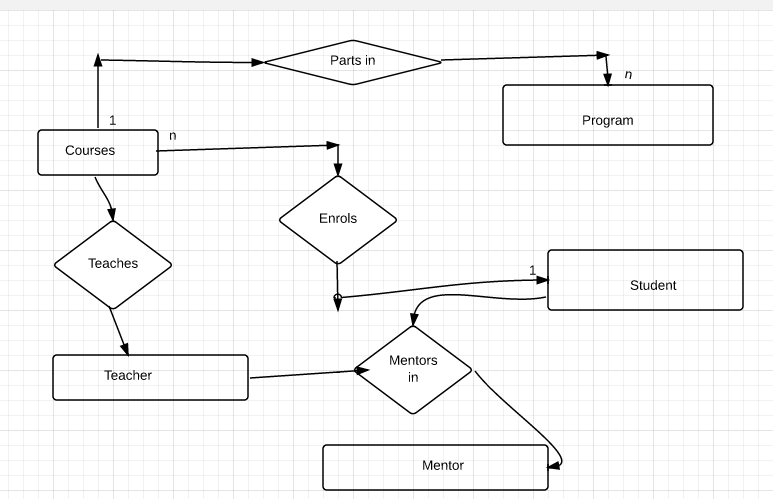 Parts in
n
Program
1
Courses
n
Enrols
Teaches
1
Student
Mentors
in
Teacher
Mentor